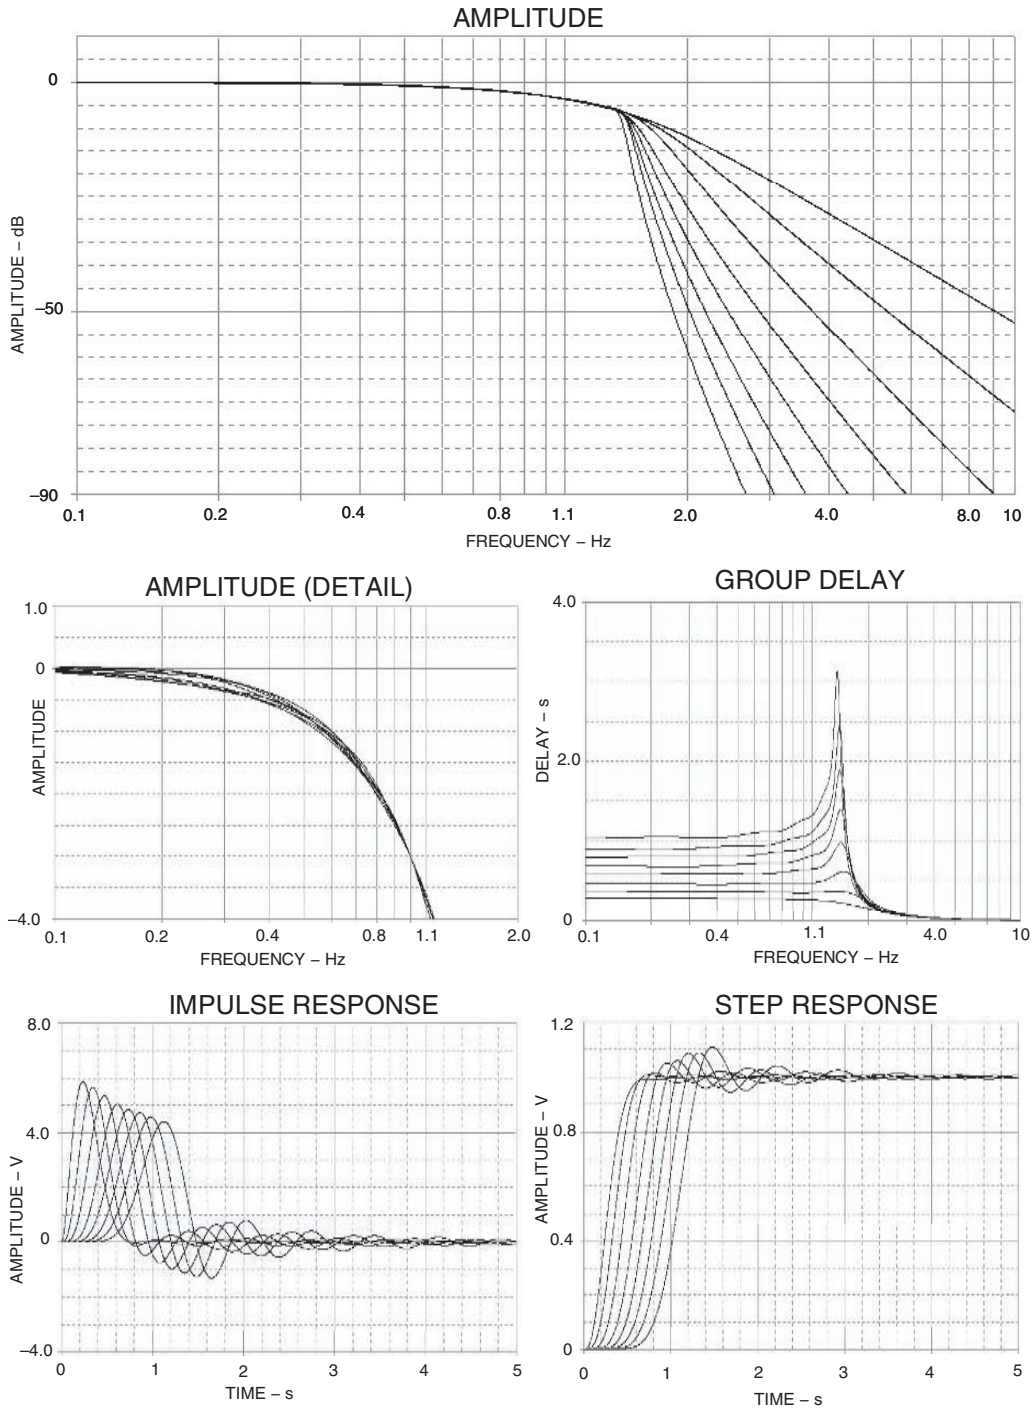 AMPLITUDE
0
−50
−90
AMPLITUDE – dB
0.1 0.2 0.4 0.8 1.1 2.0 4.0 8.0 10
FREQUENCY – Hz
AMPLITUDE (DETAIL)
1.0
0
−4.0
AMPLITUDE
0.1 0.2 0.4 0.8 1.1 2.0
FREQUENCY – Hz
GROUP DELAY
4.0
2.0
0
DELAY – s
0.1 0.4 1.1 4.0 10
FREQUENCY – Hz
IMPULSE RESPONSE
8.0
4.0
0
−4.0
AMPLITUDE – V
0 1 2 3 4 5
TIME – s
STEP RESPONSE
1.2
0.8
0.4
0
AMPLITUDE – V
0 1 2 3 4 5
TIME – s